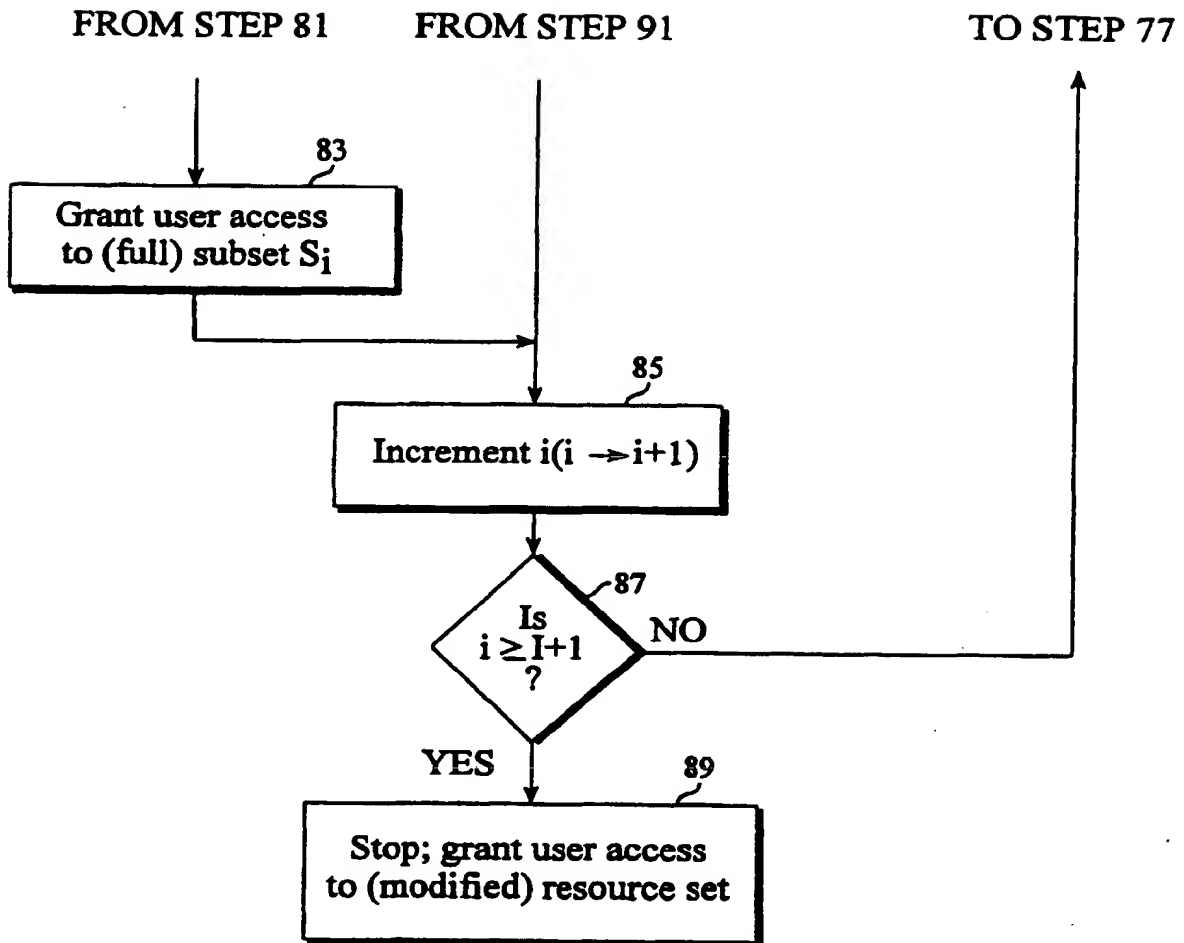 FROM STEP 81
FROM STEP 91
TO STEP 77
83
Grant user access
to (full) subset Si
85
Increment i(i → i+1)
87
Is
i ≥ I+1
?
NO
YES
89
Stop; grant user access
to (modified) resource set